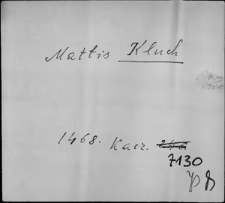 Mattis Kluch
1468. Kacz.
7130